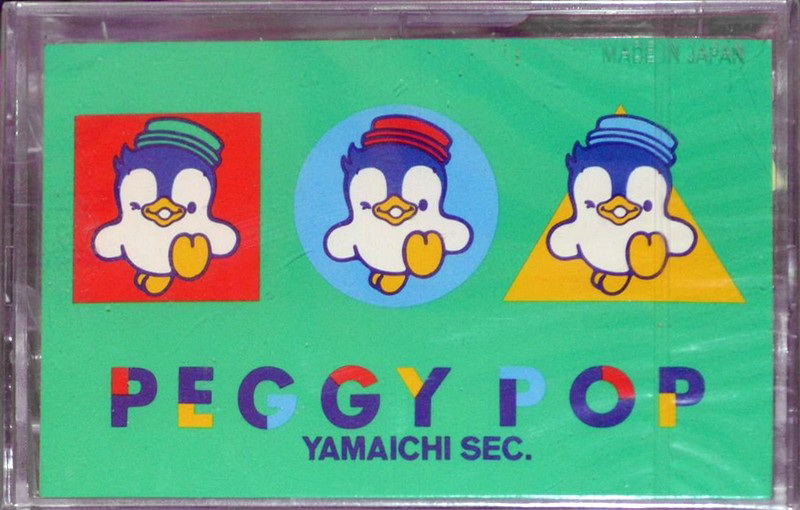 MADE IN JAPAN
PEGGY POP
YAMAICHI SEC.